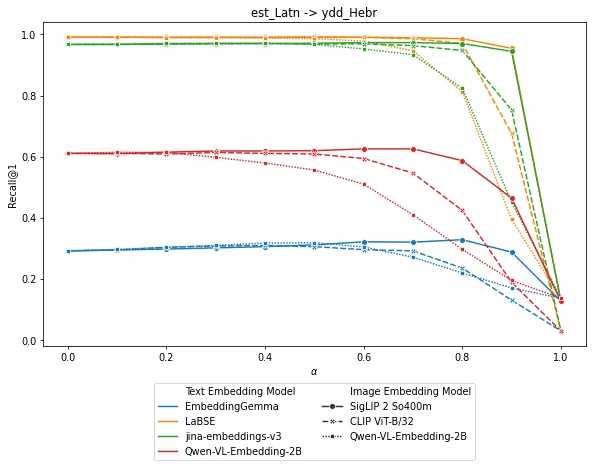 est_Latn -> ydd_Hebr
Recall@1
1.0
0.8
0.6
0.4
0.2
0.0
0.0 0.2 0.4 0.6 0.8 1.0
α
Text Embedding Model
EmbeddingGemma
LaBSE
jina-embeddings-v3
Qwen-VL-Embedding-2B
Image Embedding Model
SigLIP 2 So400m
CLIP ViT-B/32
Qwen-VL-Embedding-2B